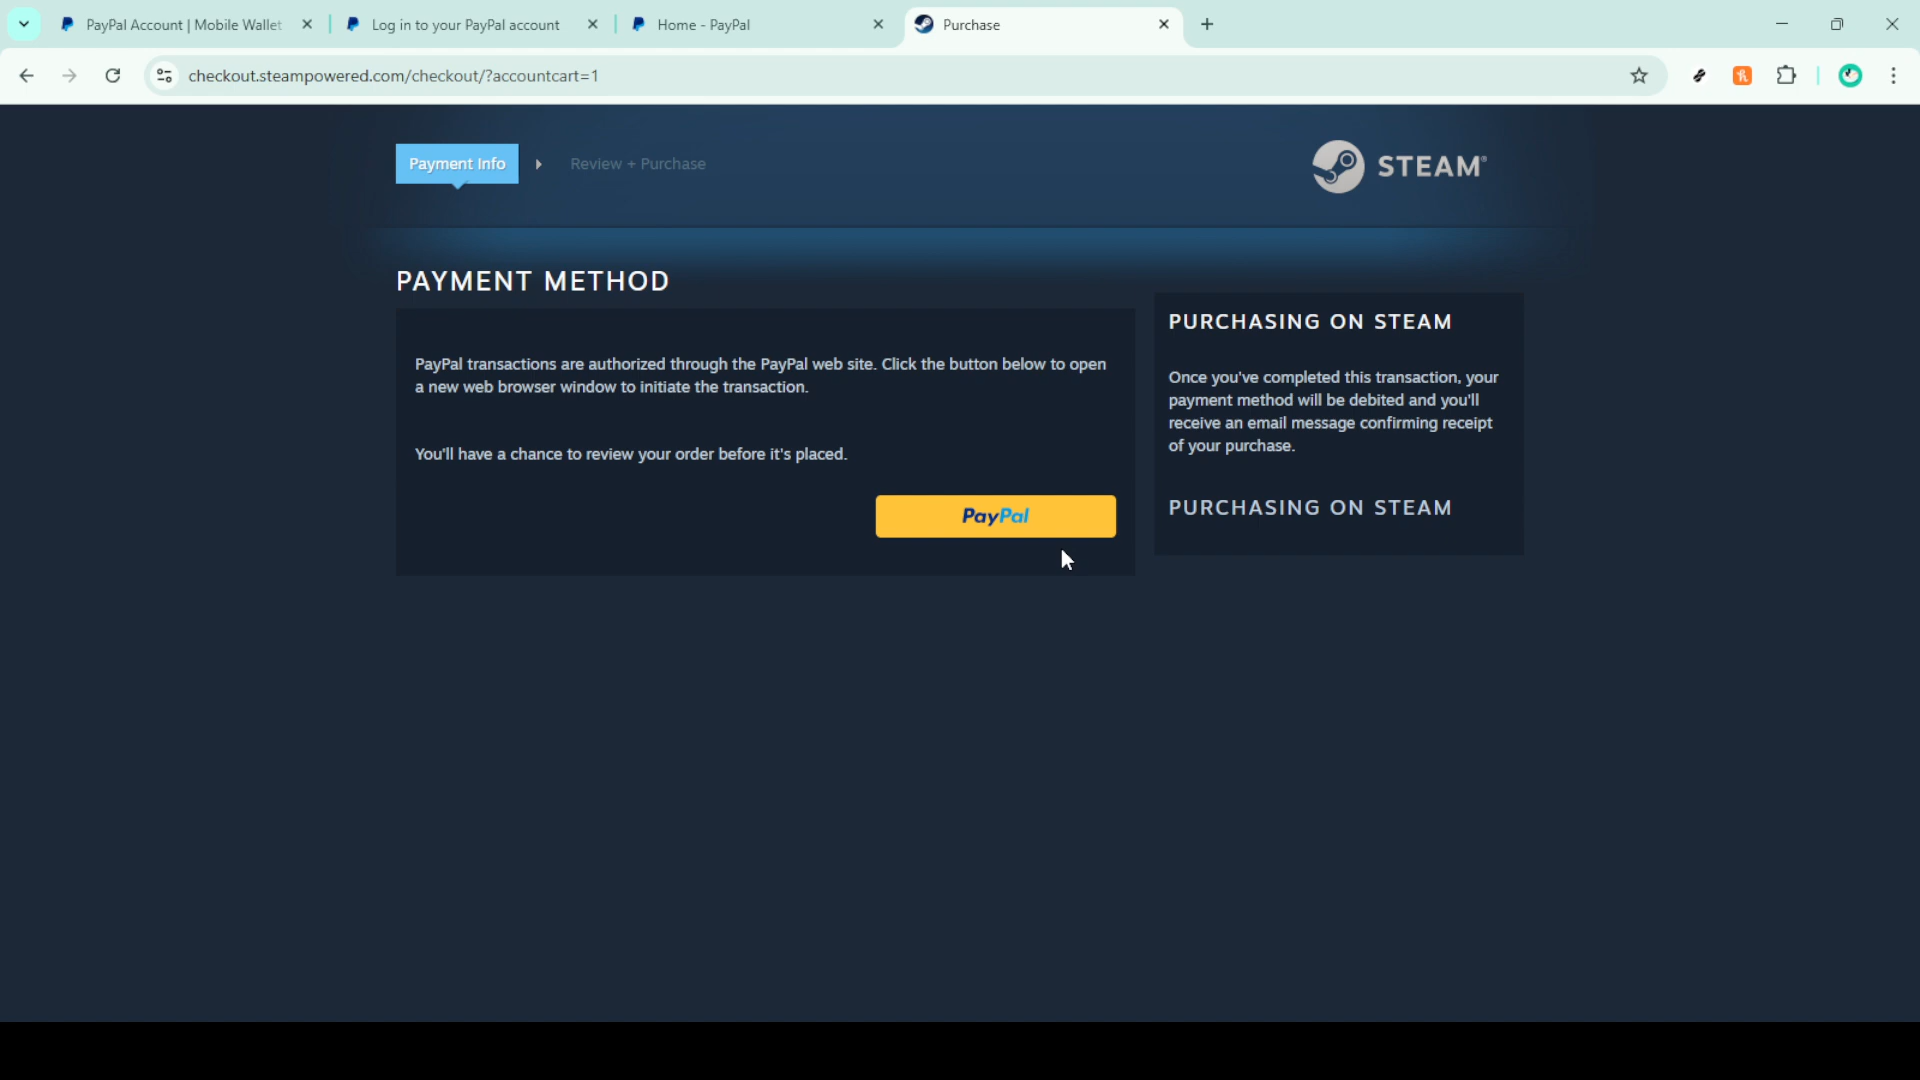 PayPal Account | Mobile Wallet
Log in to your PayPal account
Home - PayPal
Purchase
checkout.steampowered.com/checkout/?accountcart=1
Payment Info
Review + Purchase
STEAM®
PAYMENT METHOD
PayPal transactions are authorized through the PayPal web site. Click the button below to open
a new web browser window to initiate the transaction.
You'll have a chance to review your order before it's placed.
PayPal
PURCHASING ON STEAM
Once you've completed this transaction, your
payment method will be debited and you'll
receive an email message confirming receipt
of your purchase.
PURCHASING ON STEAM